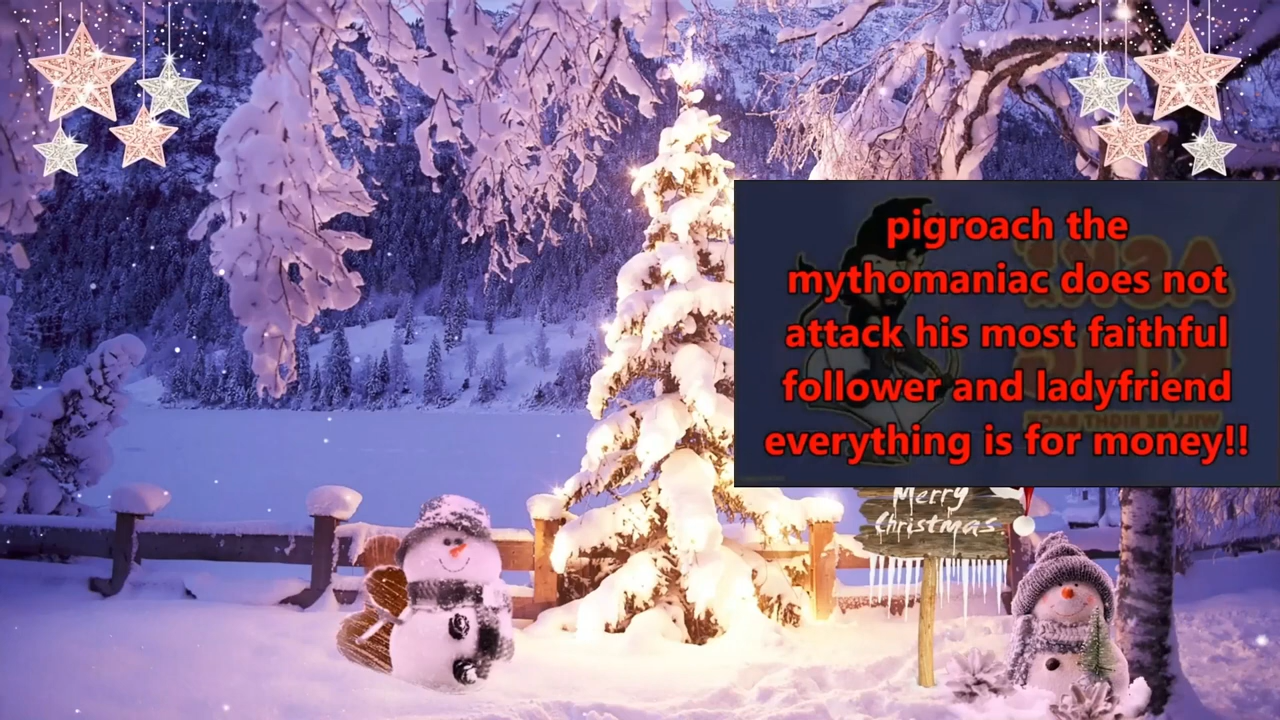 pigroach the
mythomaniac does not
attack his most faithful
follower and ladyfriend
everything is for money!!
Merry
Christmas